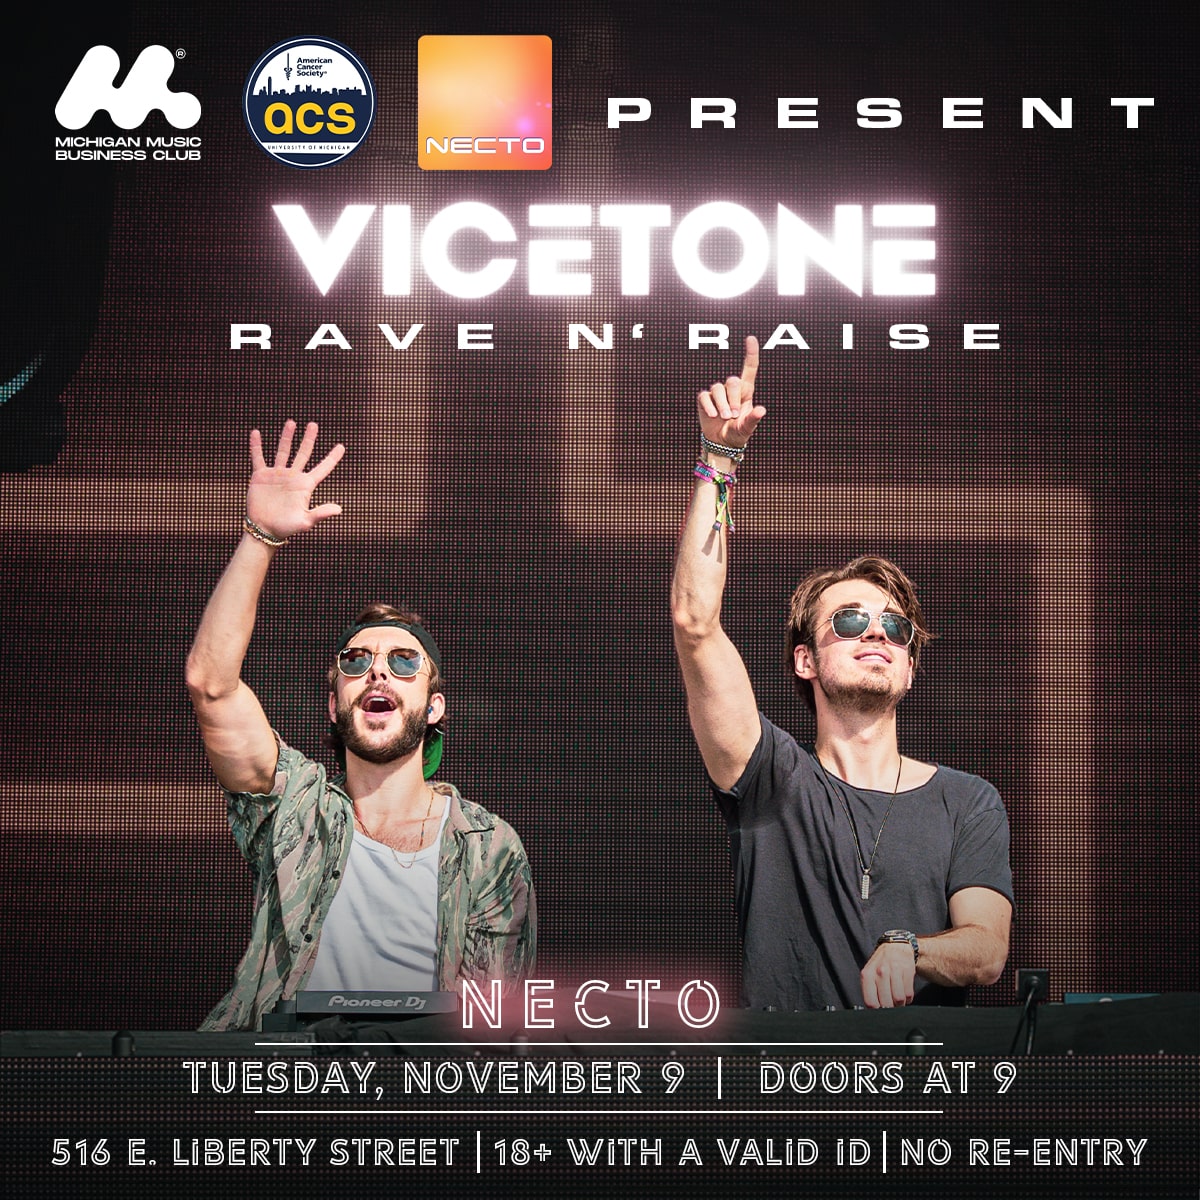 MICHIGAN MUSIC
BUSINESS CLUB
®
American
Cancer
Society®
acs
UNIVERSITY OF MICHIGAN
NECTO
PRESENT
VICETONE
RAVE N' RAISE
Pioneer Dj
NECTO
TUESDAY, NOVEMBER 9 | DOORS AT 9
516 E. LiBERTY STREET | 18+ WiTH A VALiD iD | NO RE-ENTRY